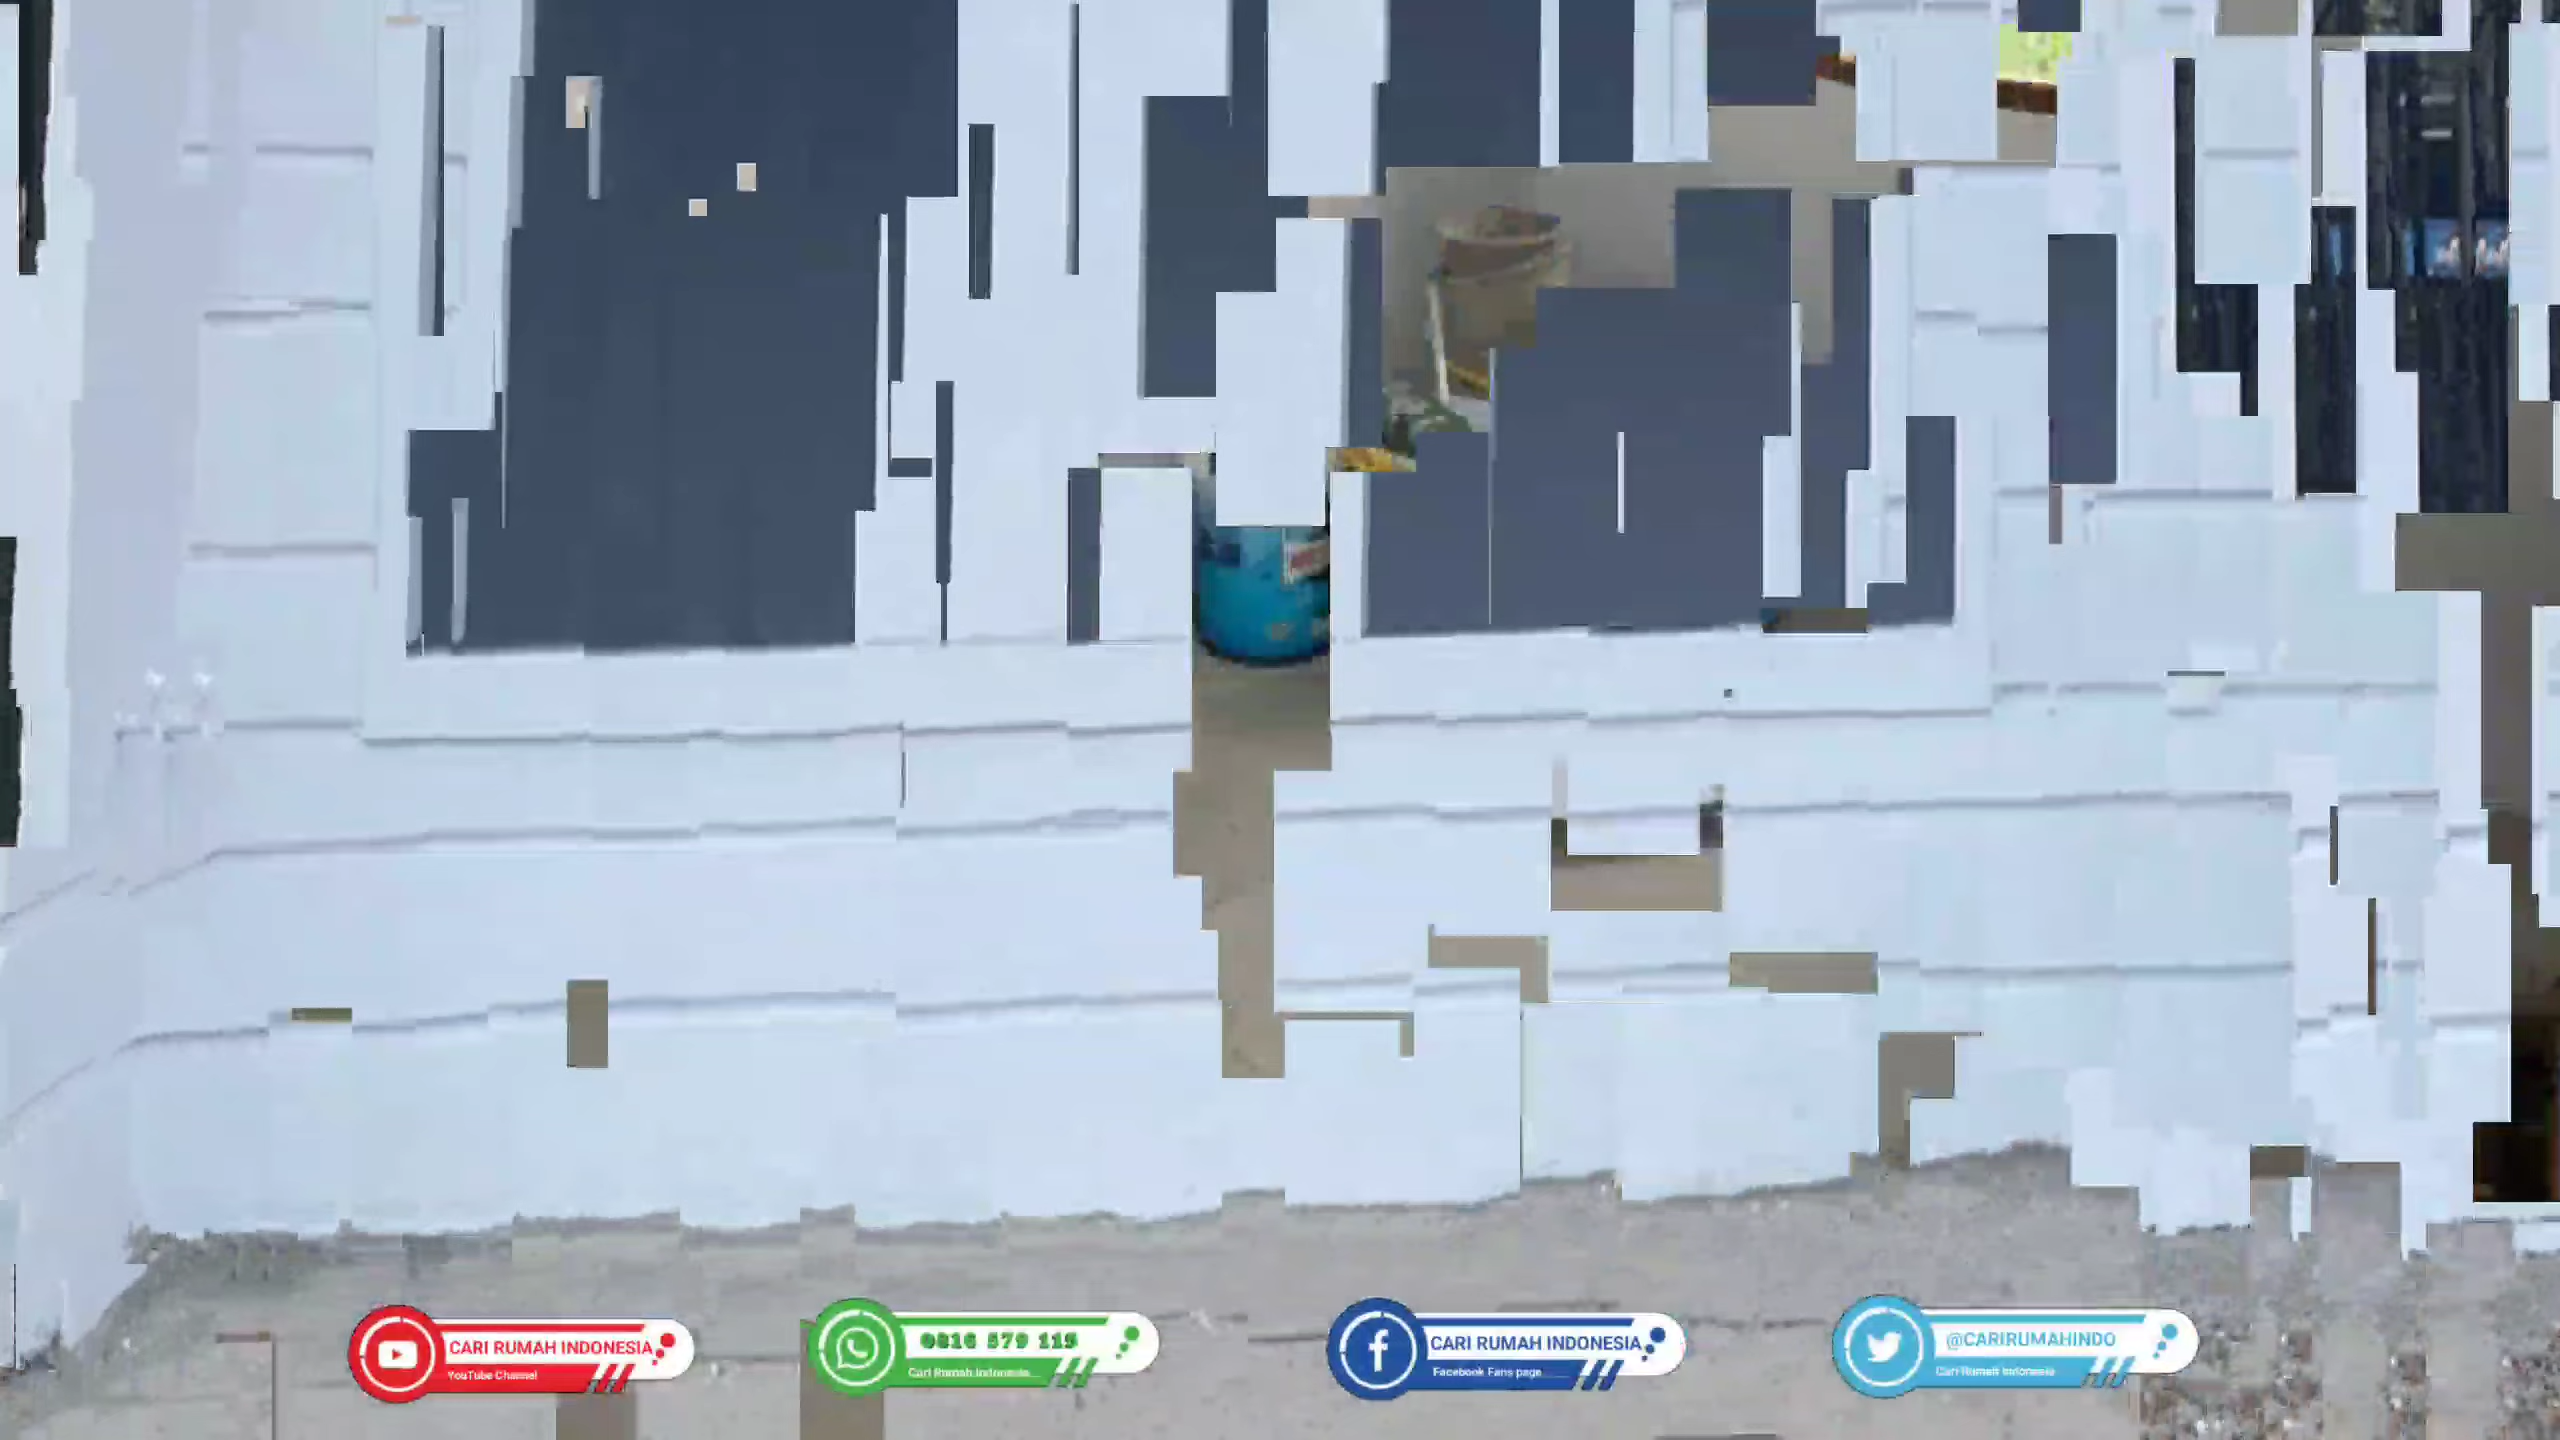 CARI RUMAH INDONESIA
YouTube Channel
0816 579 115
Cari Rumah Indonesia
CARI RUMAH INDONESIA
Facebook Fans page
@CARIRUMAHINDO
Cari Rumah Indonesia